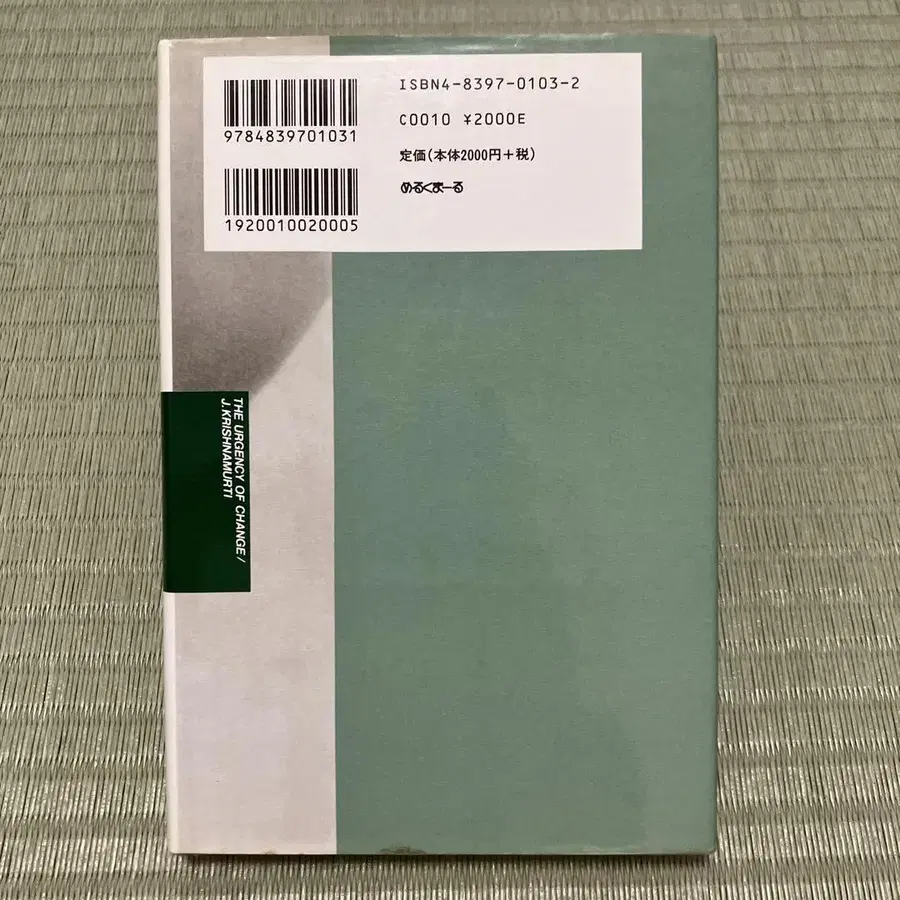 ISBN4-8397-0103-2
9784839701031
C0010 ¥2000E
定価(本体2000円+税)
めるくまーる
1920010020005
THE URGENCY OF CHANGE/
J.KRISHNAMURTI